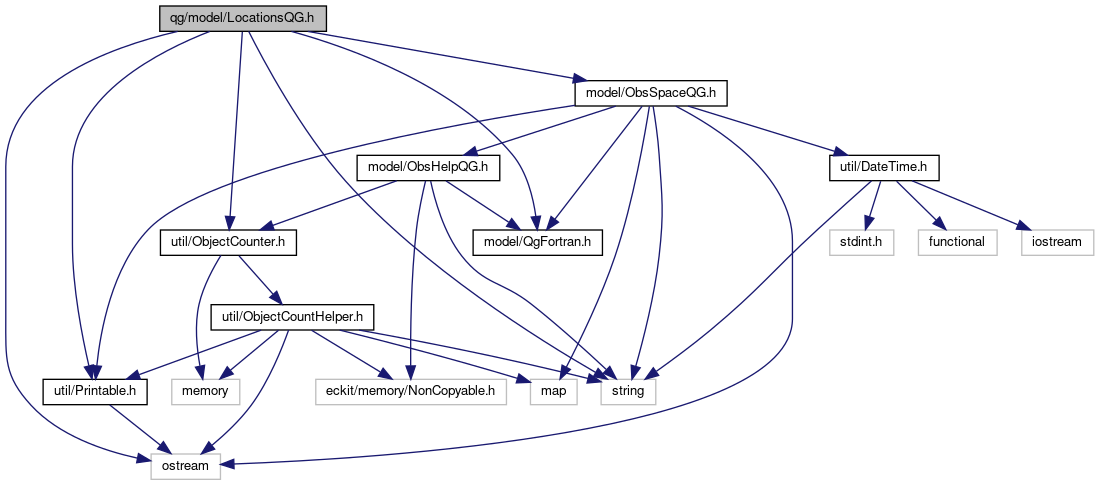 qg/model/LocationsQG.h
model/ObsSpaceQG.h
model/ObsHelpQG.h
util/DateTime.h
util/ObjectCounter.h
model/QgFortran.h
stdint.h
functional
iostream
util/ObjectCountHelper.h
util/Printable.h
memory
eckit/memory/NonCopyable.h
map
string
ostream